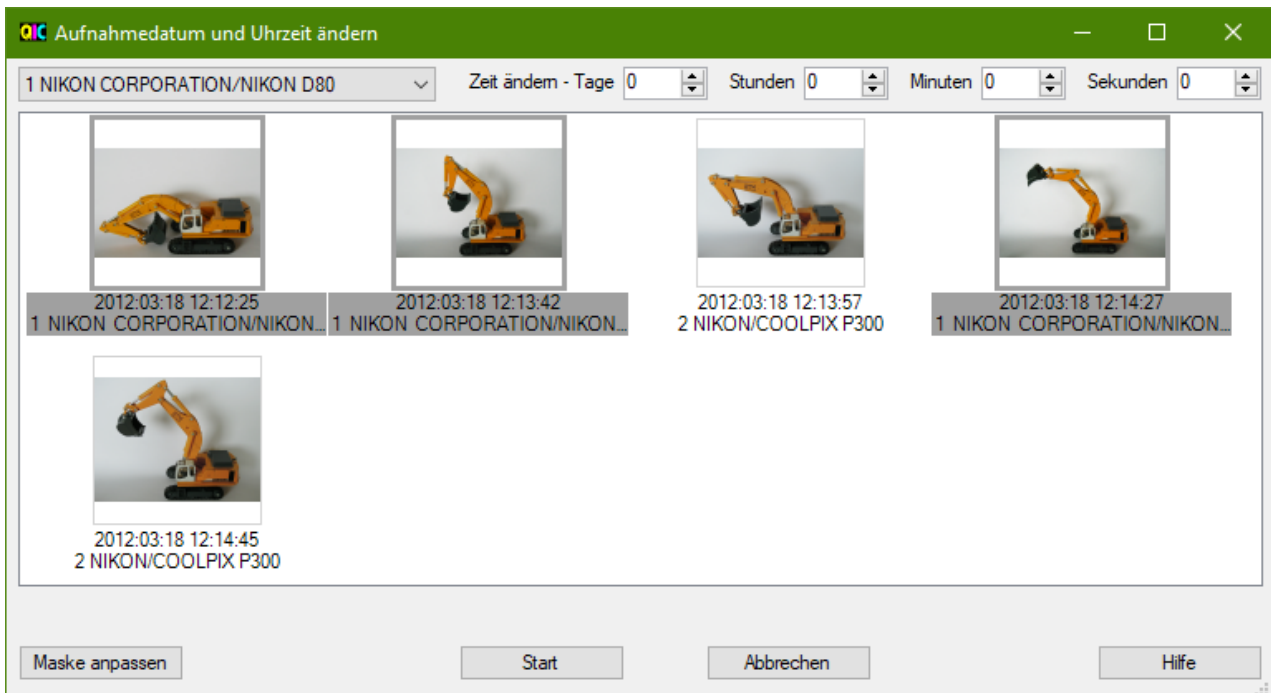 Aufnahmedatum und Uhrzeit ändern
1 NIKON CORPORATION/NIKON D80 Zeit ändern - Tage 0 Stunden 0 Minuten 0 Sekunden 0
2012:03:18 12:12:25 2012:03:18 12:13:42 2012:03:18 12:13:57 2012:03:18 12:14:27
1 NIKON CORPORATION/NIKON... 1 NIKON CORPORATION/NIKON... 2 NIKON/COOLPIX P300 1 NIKON CORPORATION/NIKON...
2012:03:18 12:14:45
2 NIKON/COOLPIX P300
Maske anpassen Start Abbrechen Hilfe